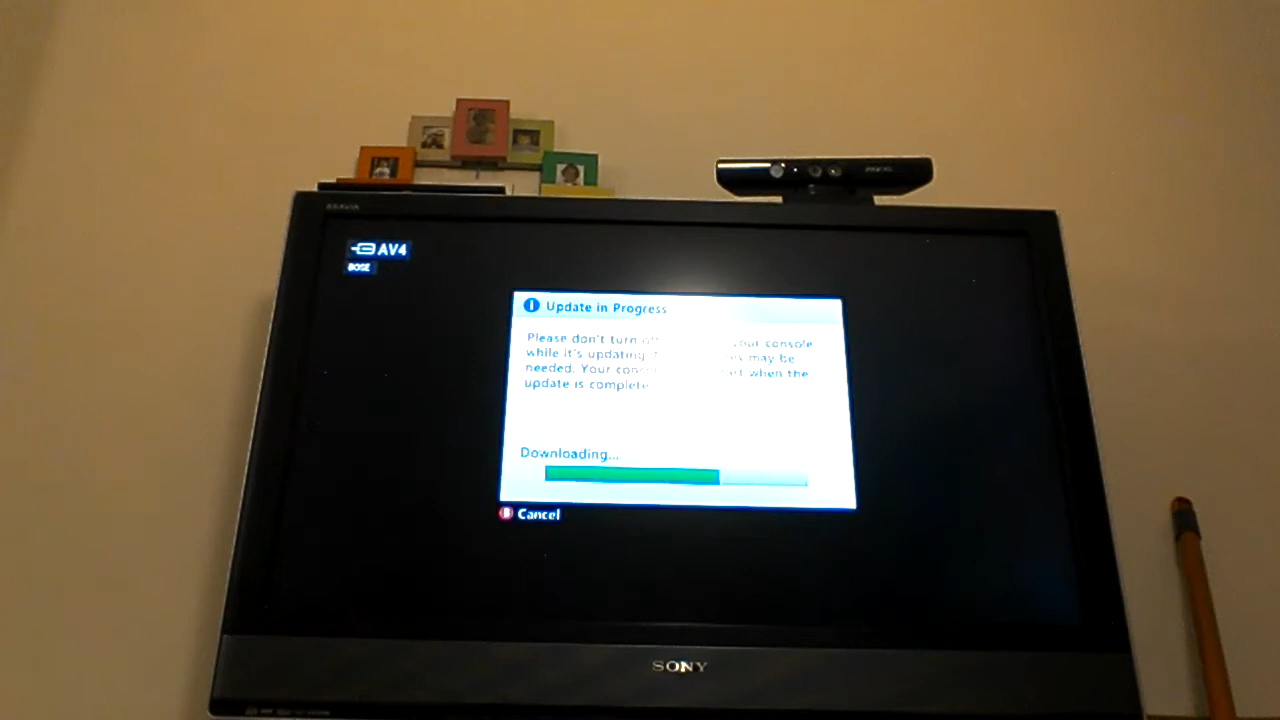 BRAVIA
AV4
BOSE
Update in Progress
Please don't turn off your console
while it's updating. may be
needed. Your when the
update is complete
Downloading...
B Cancel
SONY